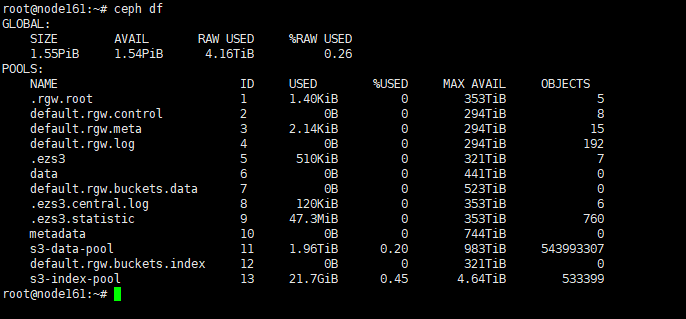 root@node161:~# ceph df
GLOBAL:
    SIZE        AVAIL       RAW USED     %RAW USED
    1.55PiB     1.54PiB      4.16TiB          0.26
POOLS:
    NAME                          ID     USED        %USED     MAX AVAIL     OBJECTS
    .rgw.root                     1      1.40KiB         0        353TiB             5
    default.rgw.control           2           0B         0        294TiB             8
    default.rgw.meta              3      2.14KiB         0        294TiB            15
    default.rgw.log               4           0B         0        294TiB           192
    .ezs3                         5       510KiB         0        321TiB             7
    data                          6           0B         0        441TiB             0
    default.rgw.buckets.data      7           0B         0        523TiB             0
    .ezs3.central.log             8       120KiB         0        353TiB             6
    .ezs3.statistic               9      47.3MiB         0        353TiB           760
    metadata                      10          0B         0        744TiB             0
    s3-data-pool                  11     1.96TiB      0.20        983TiB     543993307
    default.rgw.buckets.index     12          0B         0        321TiB             0
    s3-index-pool                 13     21.7GiB      0.45       4.64TiB        533399
root@node161:~#